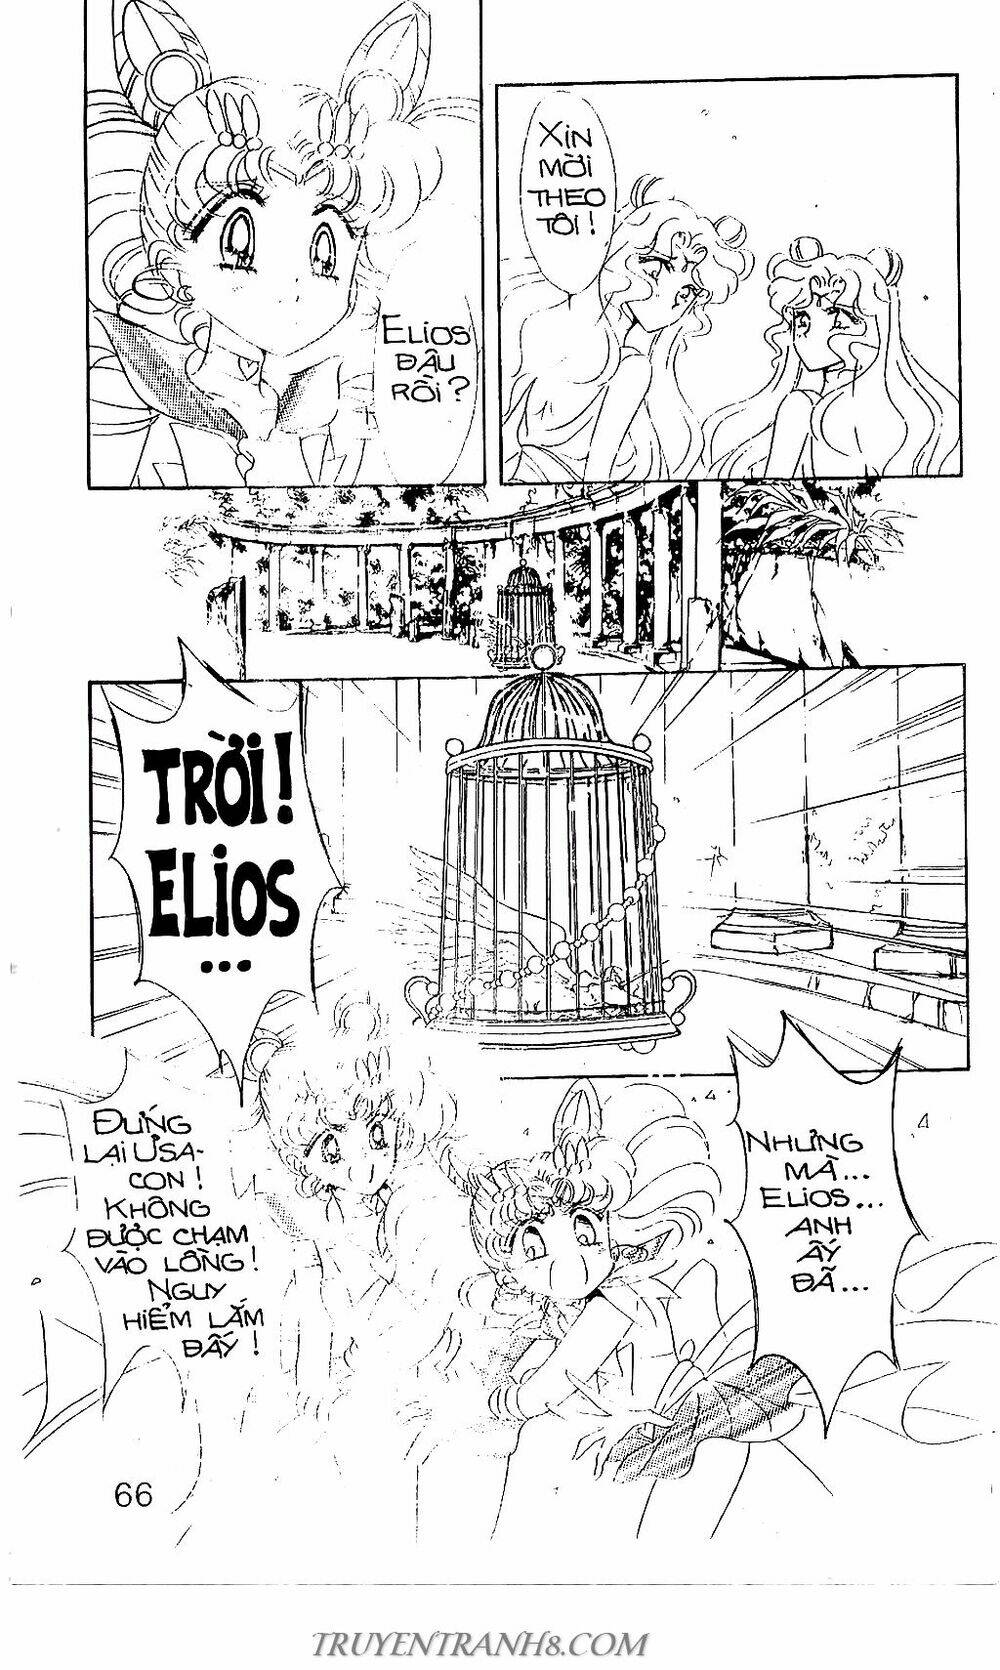 ELiOS
ĐÂU
RỒI?
XiN
MỜI
THEO
TÔI!
TRỜi!
ELiOS
...
ĐỨNG
LẠI ƯSA-
CON!
KHÔNG
ĐƯỢC CHẠM
VÀO LỒNG!
NGUY
HIỂM LẮM
ĐẤY!
NHƯNG
MÀ...
ELiOS...
ANH
ẤY
ĐÃ...
66
TRUYENTRANH8.COM